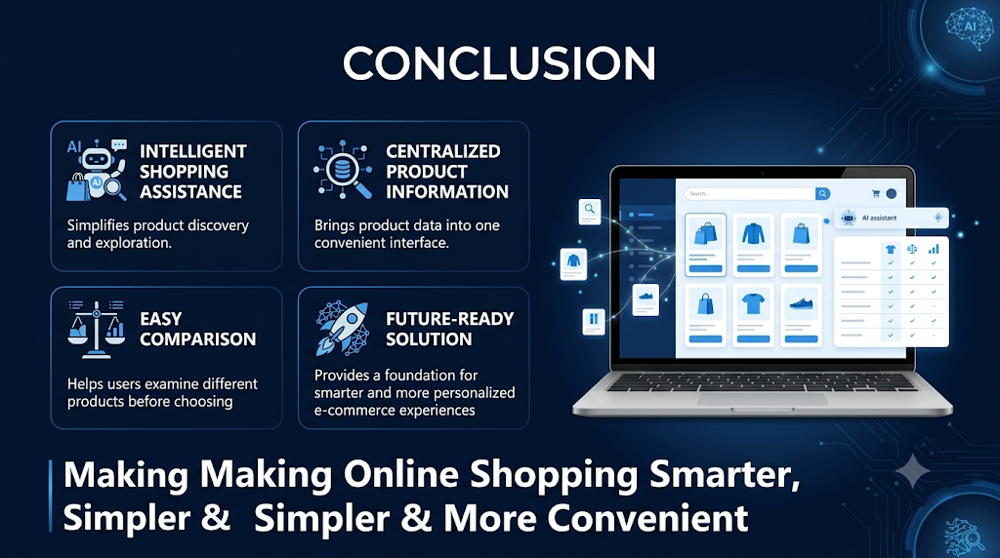 AI
CONCLUSION
AI
AI
INTELLIGENT
SHOPPING
ASSISTANCE
Simplifies product discovery
and exploration.
CENTRALIZED
PRODUCT
INFORMATION
Brings product data into one
convenient interface.
EASY
COMPARISON
Helps users examine different
products before choosing
FUTURE-READY
SOLUTION
Provides a foundation for
smarter and more personalized
e-commerce experiences
Search...
AI assistant
Making Making Online Shopping Smarter,
Simpler & Simpler & More Convenient